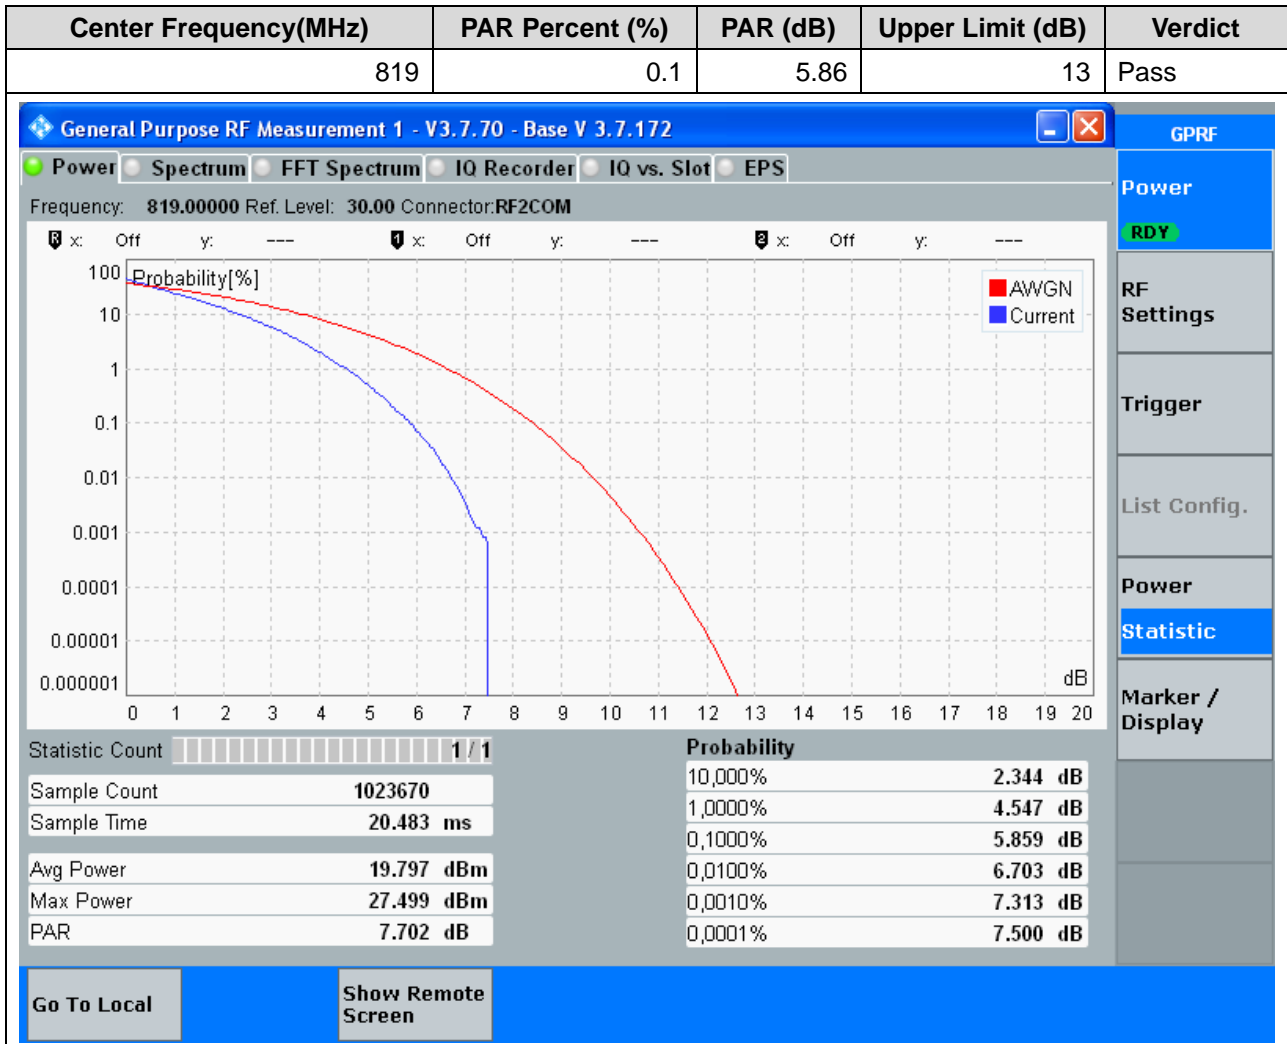 Center Frequency(MHz) PAR Percent (%) PAR (dB) Upper Limit (dB) Verdict
819 0.1 5.86 13 Pass
General Purpose RF Measurement 1 - V3.7.70 - Base V 3.7.172
GPRF
Power Spectrum FFT Spectrum IQ Recorder IQ vs. Slot EPS
Power
RDY
Frequency: 819.00000 Ref. Level: 30.00 Connector:RF2COM
R x: Off y: --- 1 x: Off y: --- 2 x: Off y: ---
Probability[%]
AWGN
Current
100
10
1
0.1
0.01
0.001
0.0001
0.00001
0.000001
dB
0 1 2 3 4 5 6 7 8 9 10 11 12 13 14 15 16 17 18 19 20
RF
Settings
Trigger
List Config.
Power
Statistic
Marker /
Display
Statistic Count 1 / 1
Sample Count 1023670
Sample Time 20.483 ms
Avg Power 19.797 dBm
Max Power 27.499 dBm
PAR 7.702 dB
Probability
10,000% 2.344 dB
1,0000% 4.547 dB
0,1000% 5.859 dB
0,0100% 6.703 dB
0,0010% 7.313 dB
0,0001% 7.500 dB
Go To Local
Show Remote
Screen